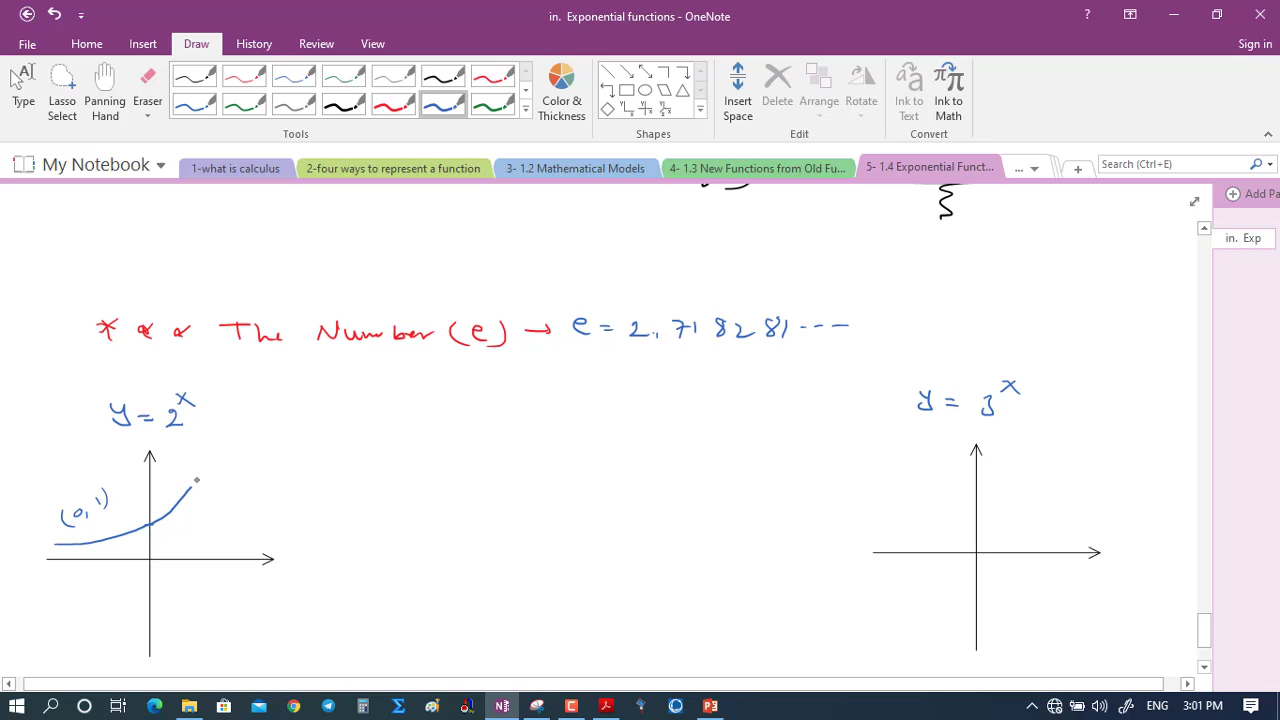 in. Exponential functions - OneNote
?
File Home Insert Draw History Review View
Sign in
Type
Lasso Select
Panning Hand
Eraser
Color & Thickness
Insert Space
Delete
Arrange
Rotate
Ink to Text
Ink to Math
Tools
Shapes
Edit
Convert
My Notebook
1-what is calculus
2-four ways to represent a function
3- 1.2 Mathematical Models
4- 1.3 New Functions from Old Fu...
5- 1.4 Exponential Funct...
...
Search (Ctrl+E)
Add Pa
in. Exp
* * * The Number (e) → e = 2.718281---
y = 2^x
y = 3^x
(0,1)
ENG
3:01 PM